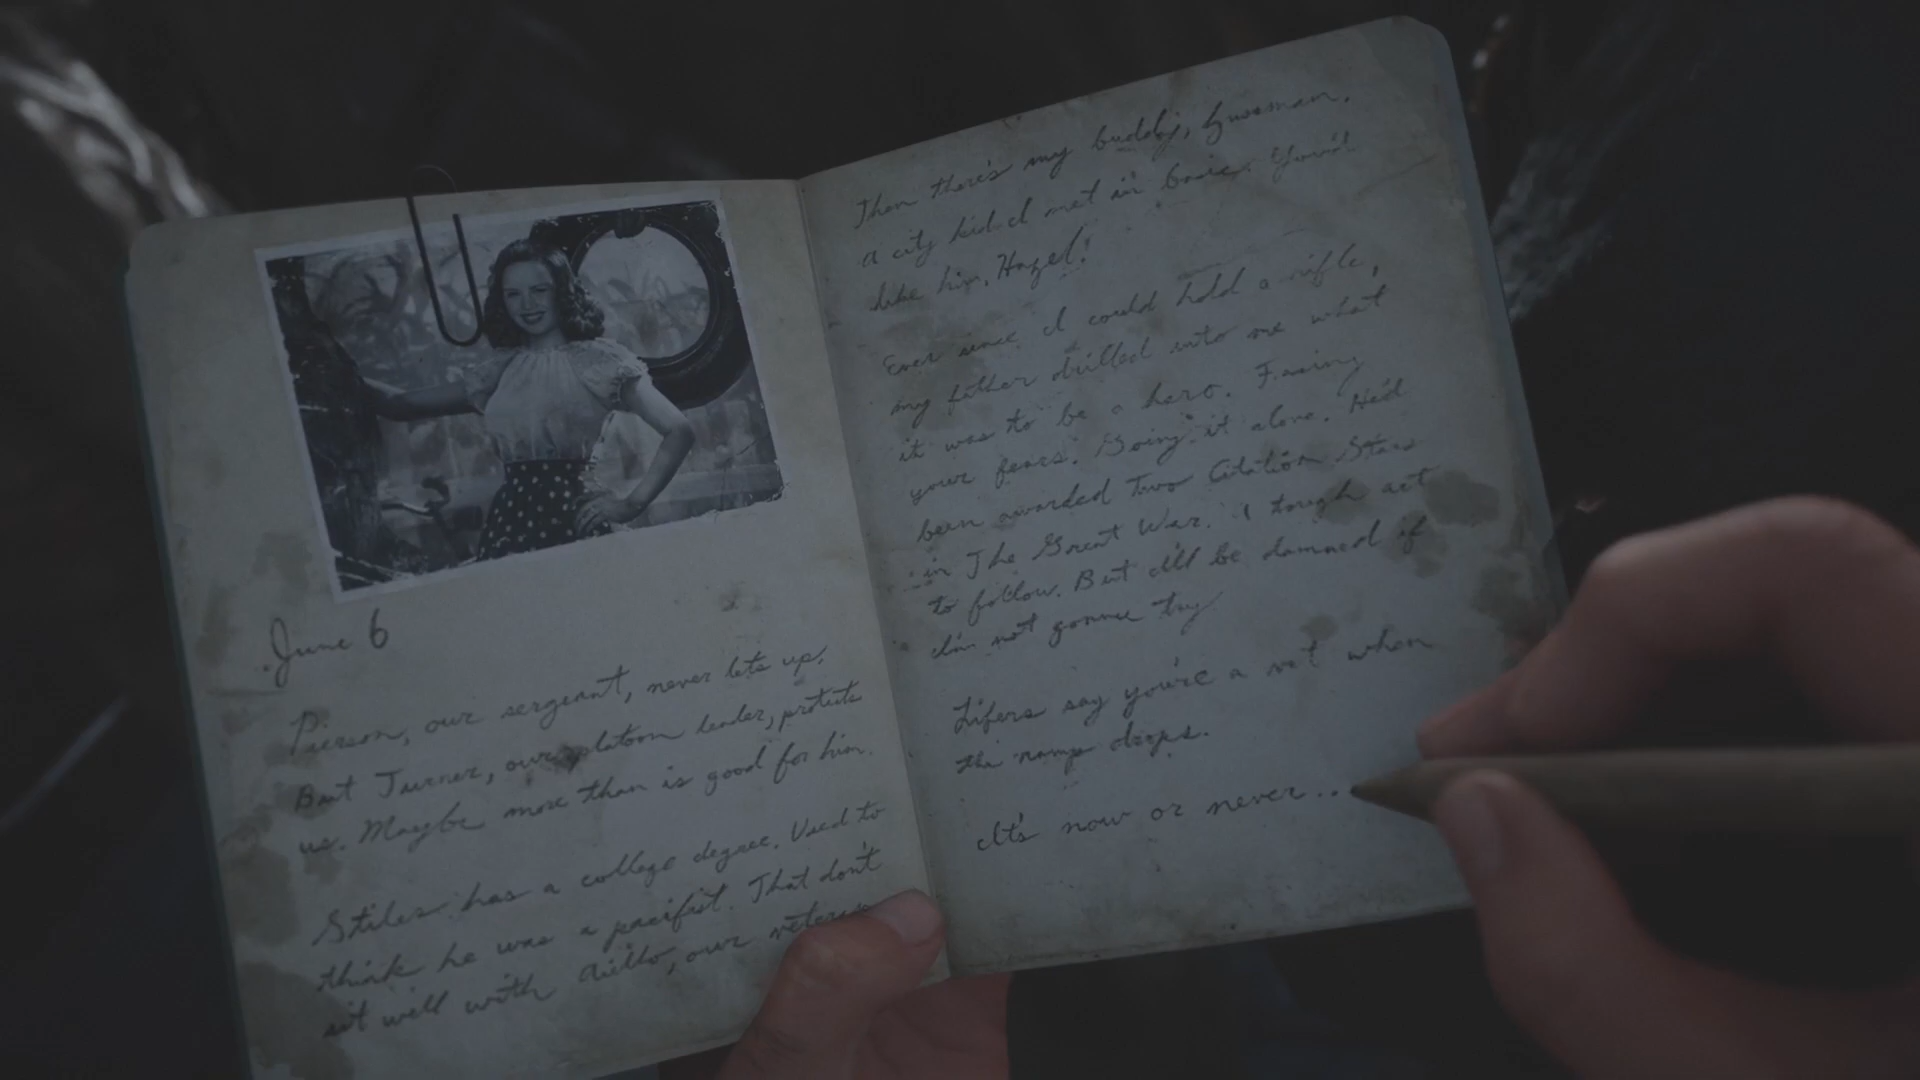 June 6
Pierson, our sergeant, never lets up.
But Turner, our platoon leader, protects
us. Maybe more than is good for him.
Stiles has a college degree. Used to
think he was a pacifist. That don't
sit well with Aiello, our veteran
Then there's my buddy, Zussman,
a city kid I met in basic. You'd
like him, Hazel!
Ever since I could hold a rifle,
my father drilled into me what
it was to be a hero. Facing
your fears. Going it alone. He'd
been awarded Two Citation Stars
in The Great War. A tough act
to follow. But I'll be damned if
I'm not gonna try
Lifers say you're a vet when
the ramp drops.
It's now or never...